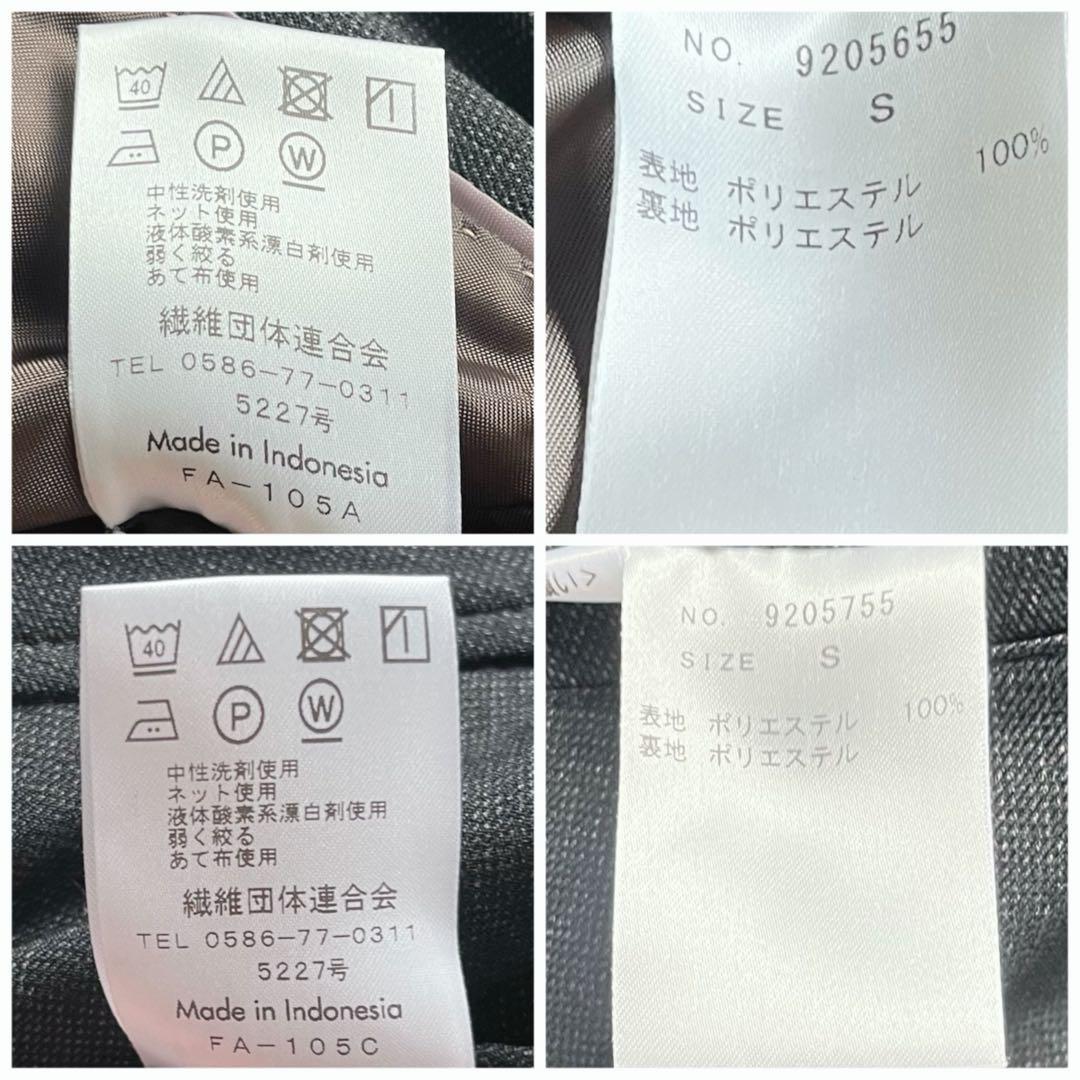 40
P W
中性洗剤使用
ネット使用
液体酸素系漂白剤使用
弱く絞る
あて布使用
繊維団体連合会
TEL 0586-77-0311
5227号
Made in Indonesia
FA-105A
NO. 9205655
SIZE S
表地 ポリエステル 100%
裏地 ポリエステル
40
P W
中性洗剤使用
ネット使用
液体酸素系漂白剤使用
弱く絞る
あて布使用
繊維団体連合会
TEL 0586-77-0311
5227号
Made in Indonesia
FA-105C
NO. 9205755
SIZE S
表地 ポリエステル 100%
裏地 ポリエステル